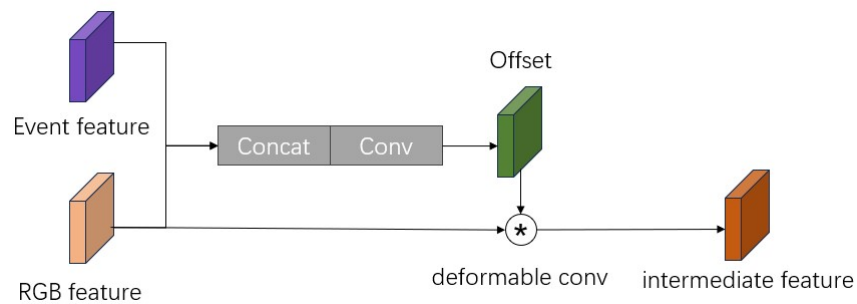 Offset
Event feature
Concat
Conv
*
deformable conv
intermediate feature
RGB feature